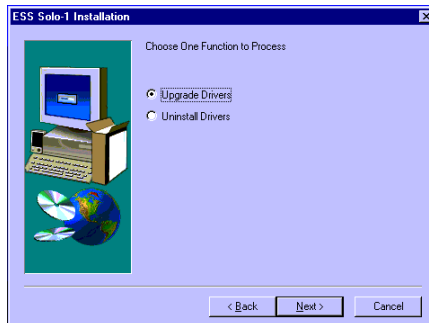 ESS Solo-1 Installation
Choose One Function to Process
Upgrade Drivers
Uninstall Drivers
< Back Next > Cancel